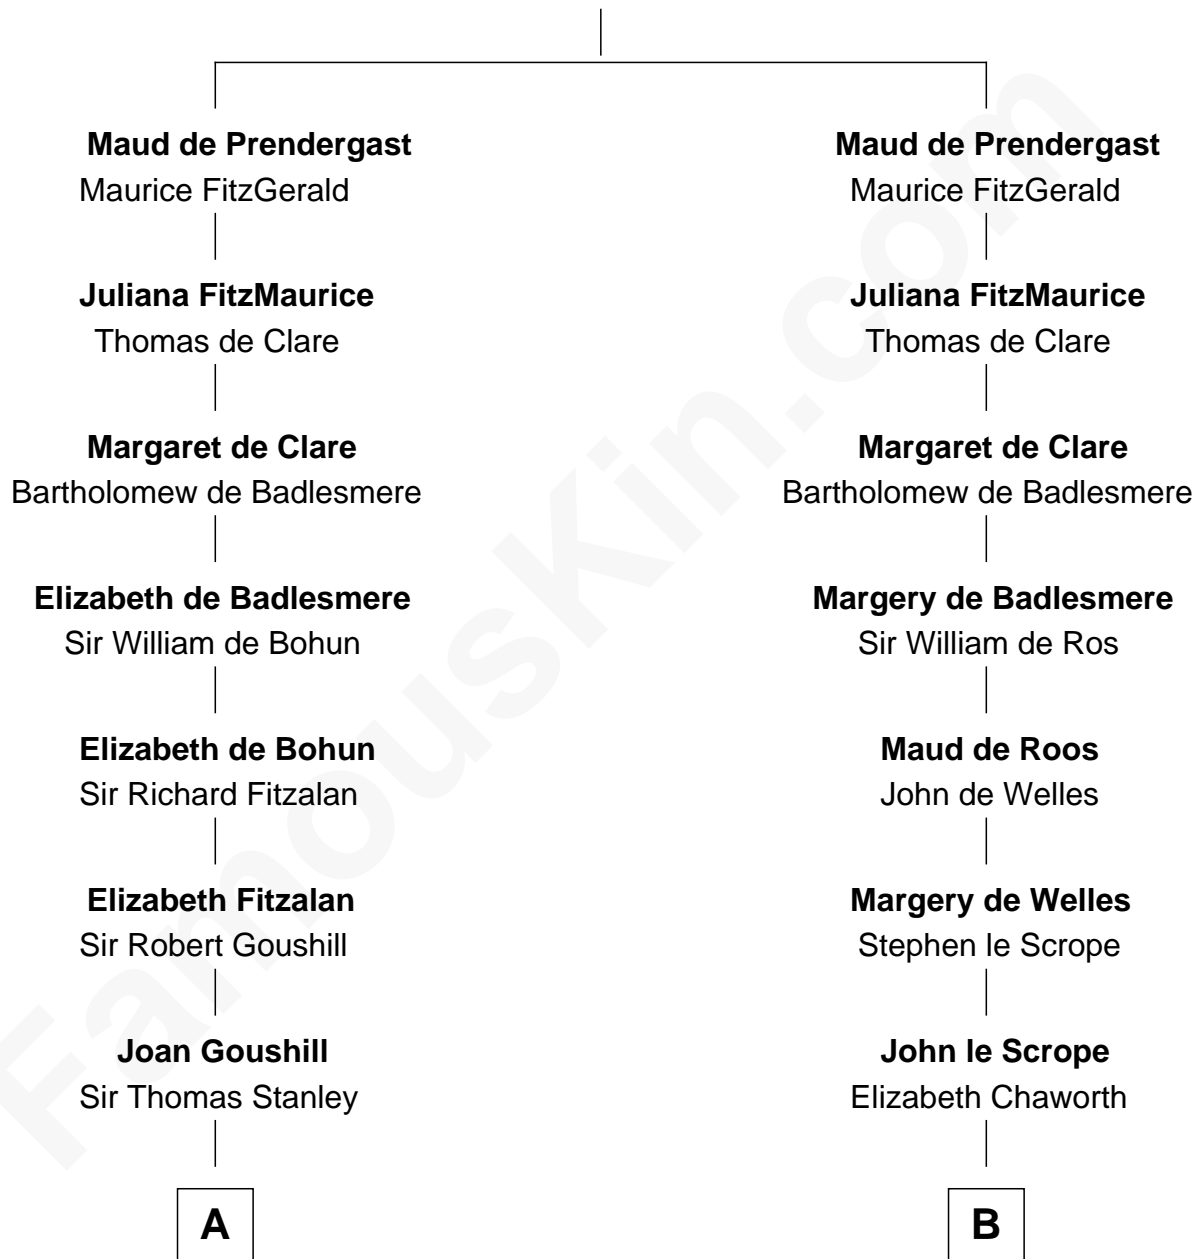 Maud de Prendergast
Maurice FitzGerald
Juliana FitzMaurice
Thomas de Clare
Margaret de Clare
Bartholomew de Badlesmere
Elizabeth de Badlesmere
Sir William de Bohun
Elizabeth de Bohun
Sir Richard Fitzalan
Elizabeth Fitzalan
Sir Robert Goushill
Joan Goushill
Sir Thomas Stanley
A
Maud de Prendergast
Maurice FitzGerald
Juliana FitzMaurice
Thomas de Clare
Margaret de Clare
Bartholomew de Badlesmere
Margery de Badlesmere
Sir William de Ros
Maud de Roos
John de Welles
Margery de Welles
Stephen le Scrope
John le Scrope
Elizabeth Chaworth
B
FamousKin.com